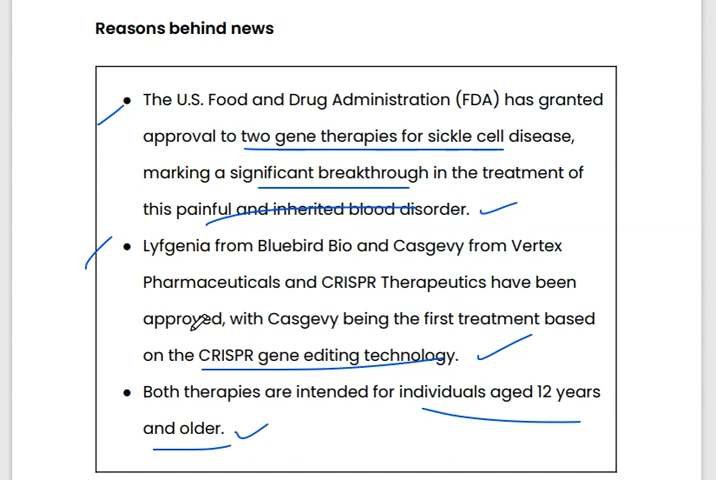 Reasons behind news
● The U.S. Food and Drug Administration (FDA) has granted
approval to two gene therapies for sickle cell disease,
marking a significant breakthrough in the treatment of
this painful and inherited blood disorder.
● Lyfgenia from Bluebird Bio and Casgevy from Vertex
Pharmaceuticals and CRISPR Therapeutics have been
approved, with Casgevy being the first treatment based
on the CRISPR gene editing technology.
● Both therapies are intended for individuals aged 12 years
and older.